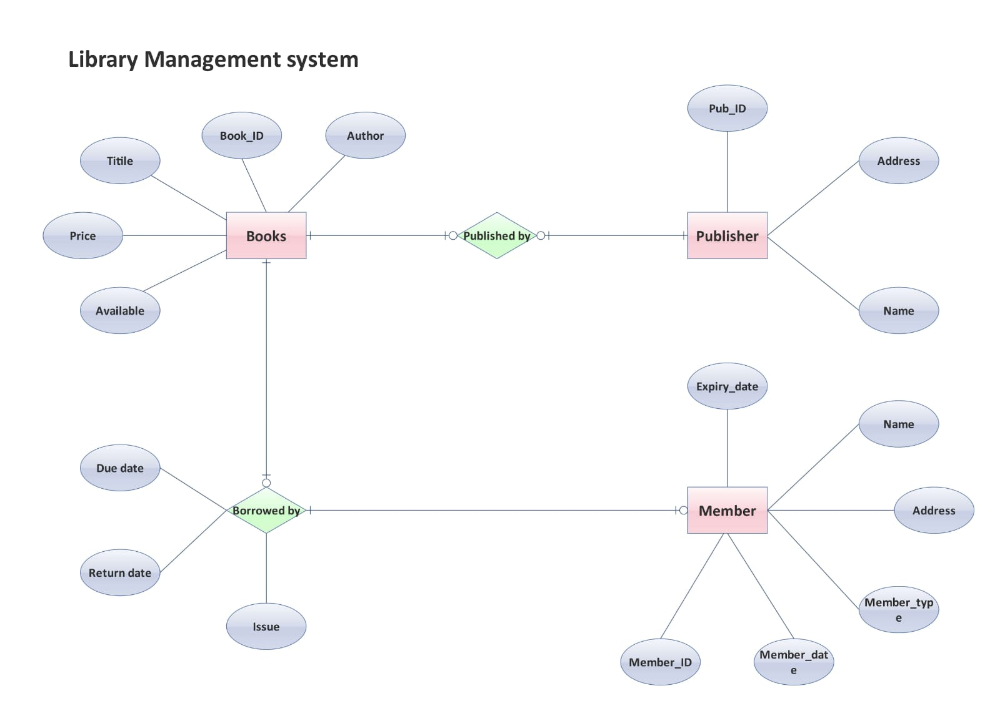 Library Management system
Pub_ID
Book_ID
Author
Titile
Address
Price
Books
Published by
Publisher
Available
Name
Expiry_date
Name
Due date
Borrowed by
Member
Address
Return date
Member_typ
e
Issue
Member_ID
Member_dat
e